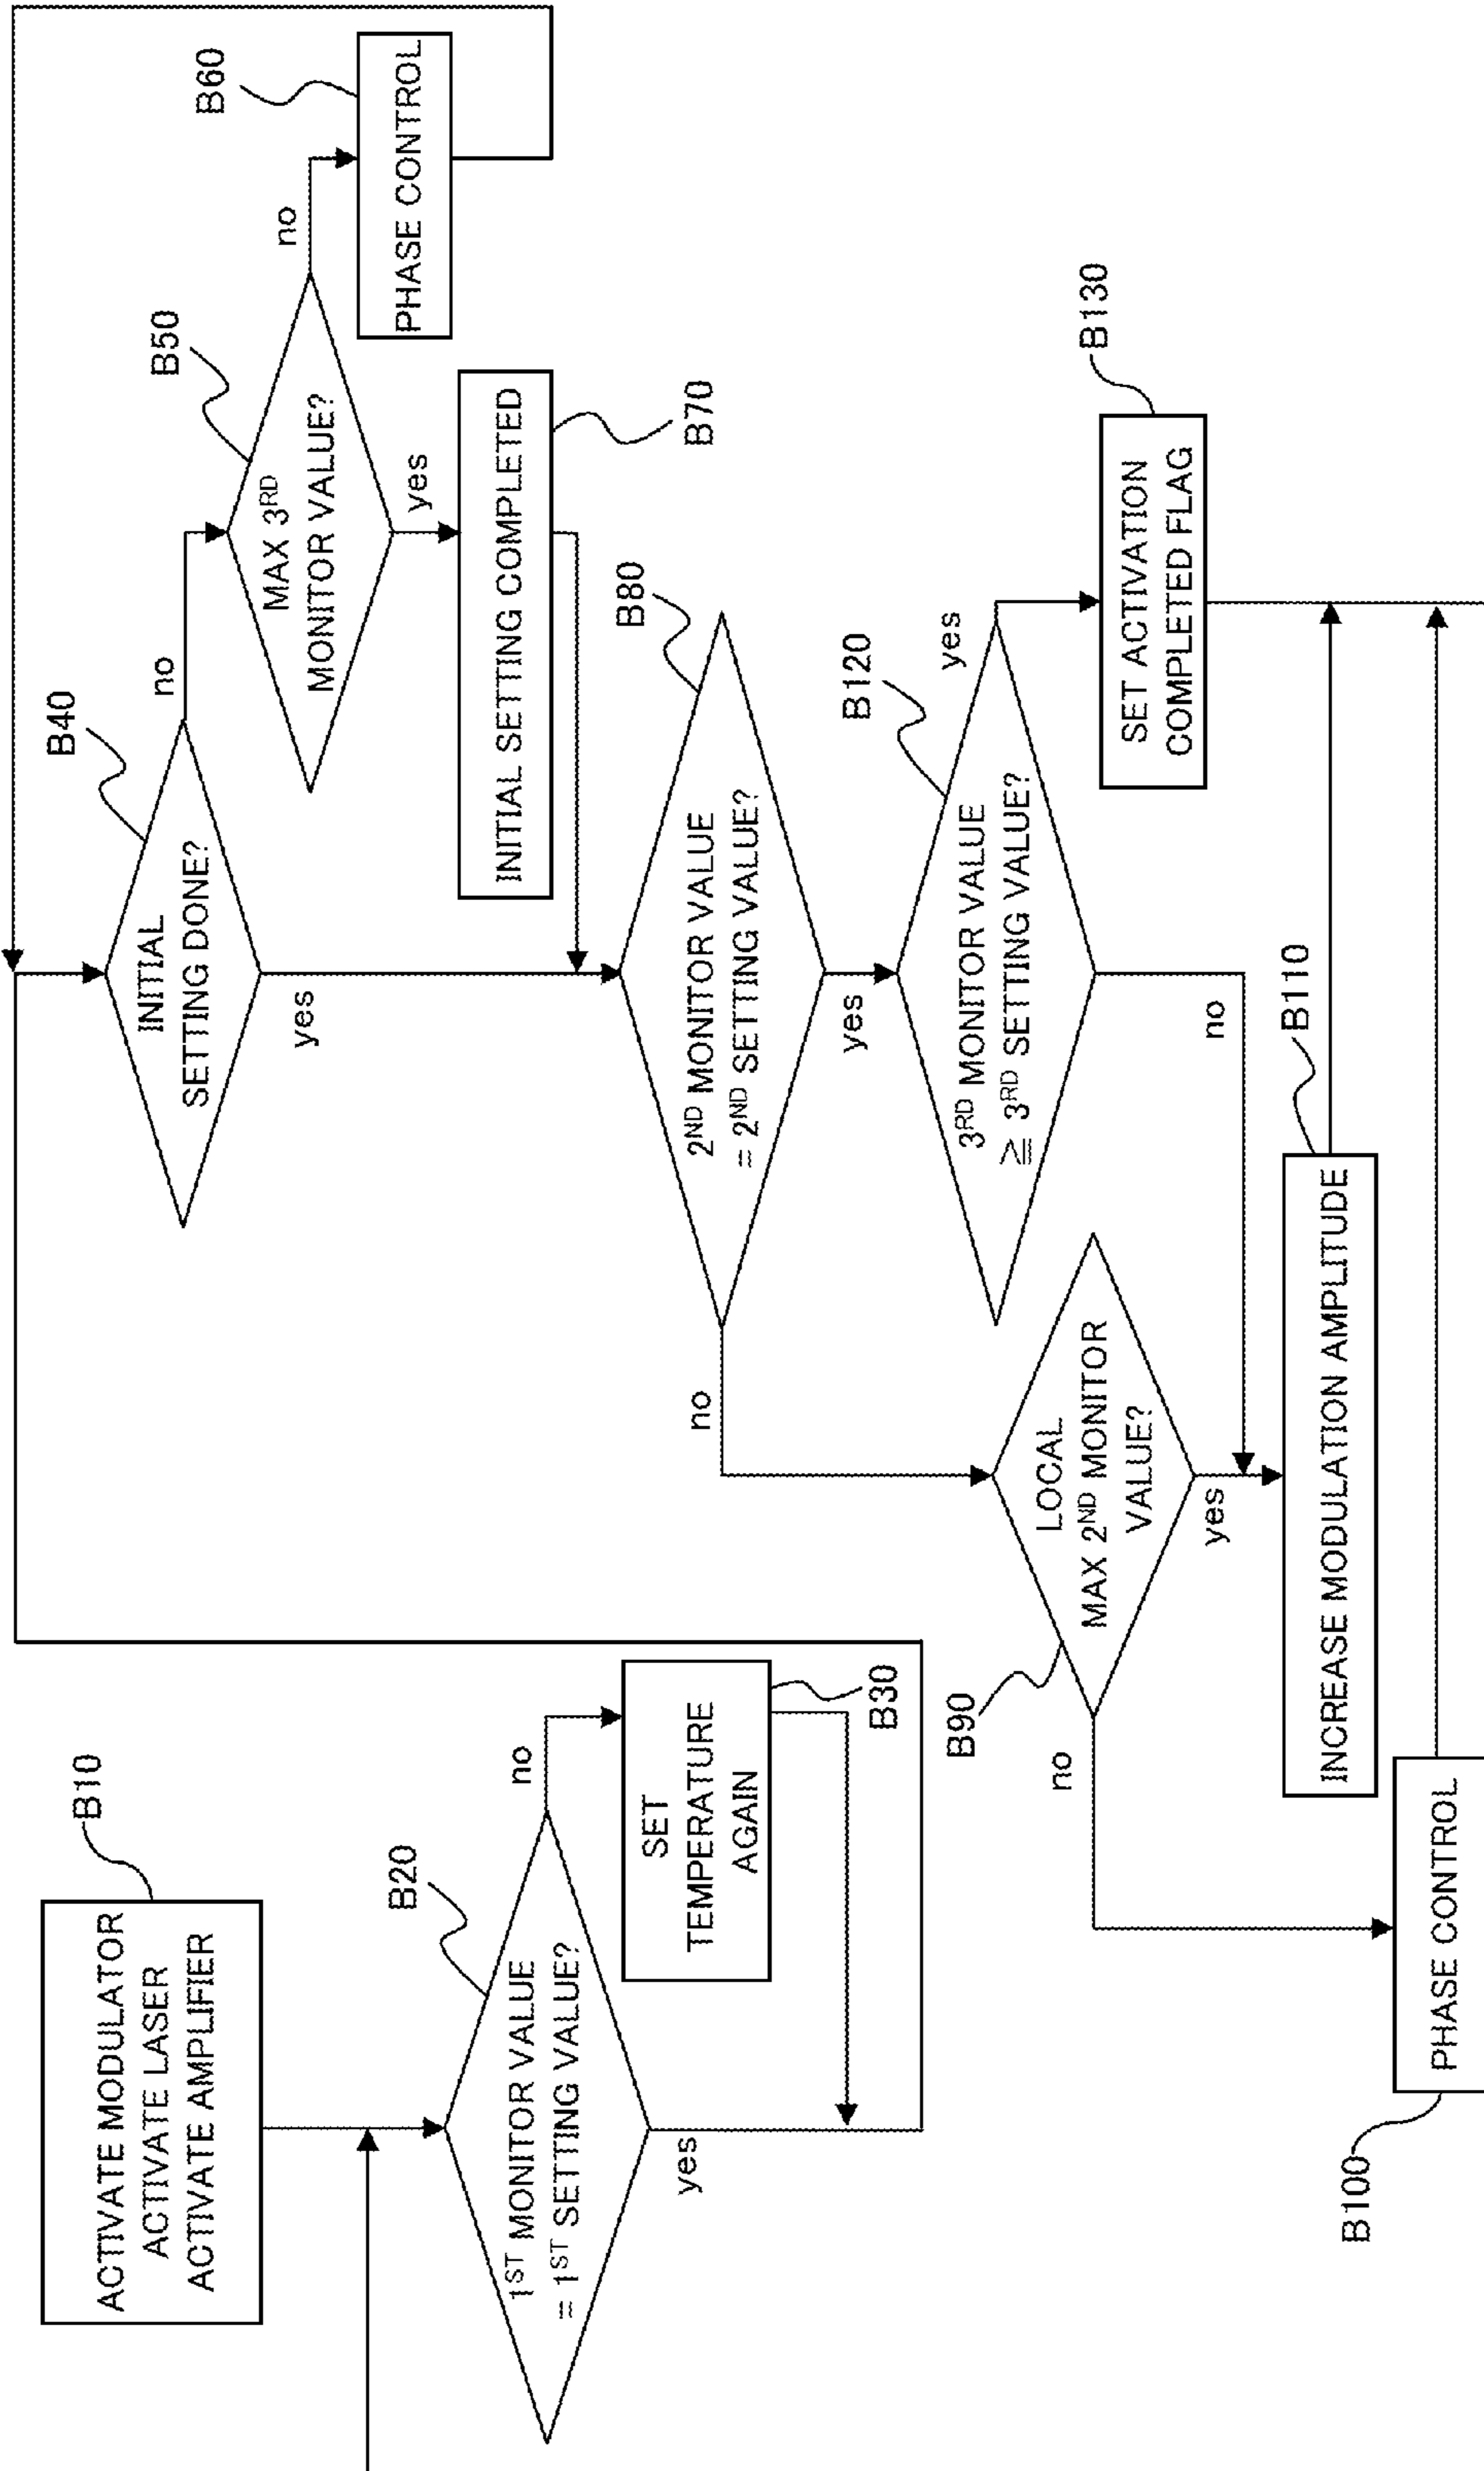 B10
ACTIVATE MODULATOR
ACTIVATE LASER
ACTIVATE AMPLIFIER
B20
1ST MONITOR VALUE
= 1ST SETTING VALUE?
no
yes
SET
TEMPERATURE
AGAIN
B30
B40
INITIAL
SETTING DONE?
no
yes
B50
MAX 3RD
MONITOR VALUE?
no
yes
B60
PHASE CONTROL
INITIAL SETTING COMPLETED
B70
B80
2ND MONITOR VALUE
= 2ND SETTING VALUE?
no
yes
B90
LOCAL
MAX 2ND MONITOR
VALUE?
no
yes
B120
3RD MONITOR VALUE
≧ 3RD SETTING VALUE?
yes
no
B130
SET ACTIVATION
COMPLETED FLAG
B110
INCREASE MODULATION AMPLITUDE
B100
PHASE CONTROL